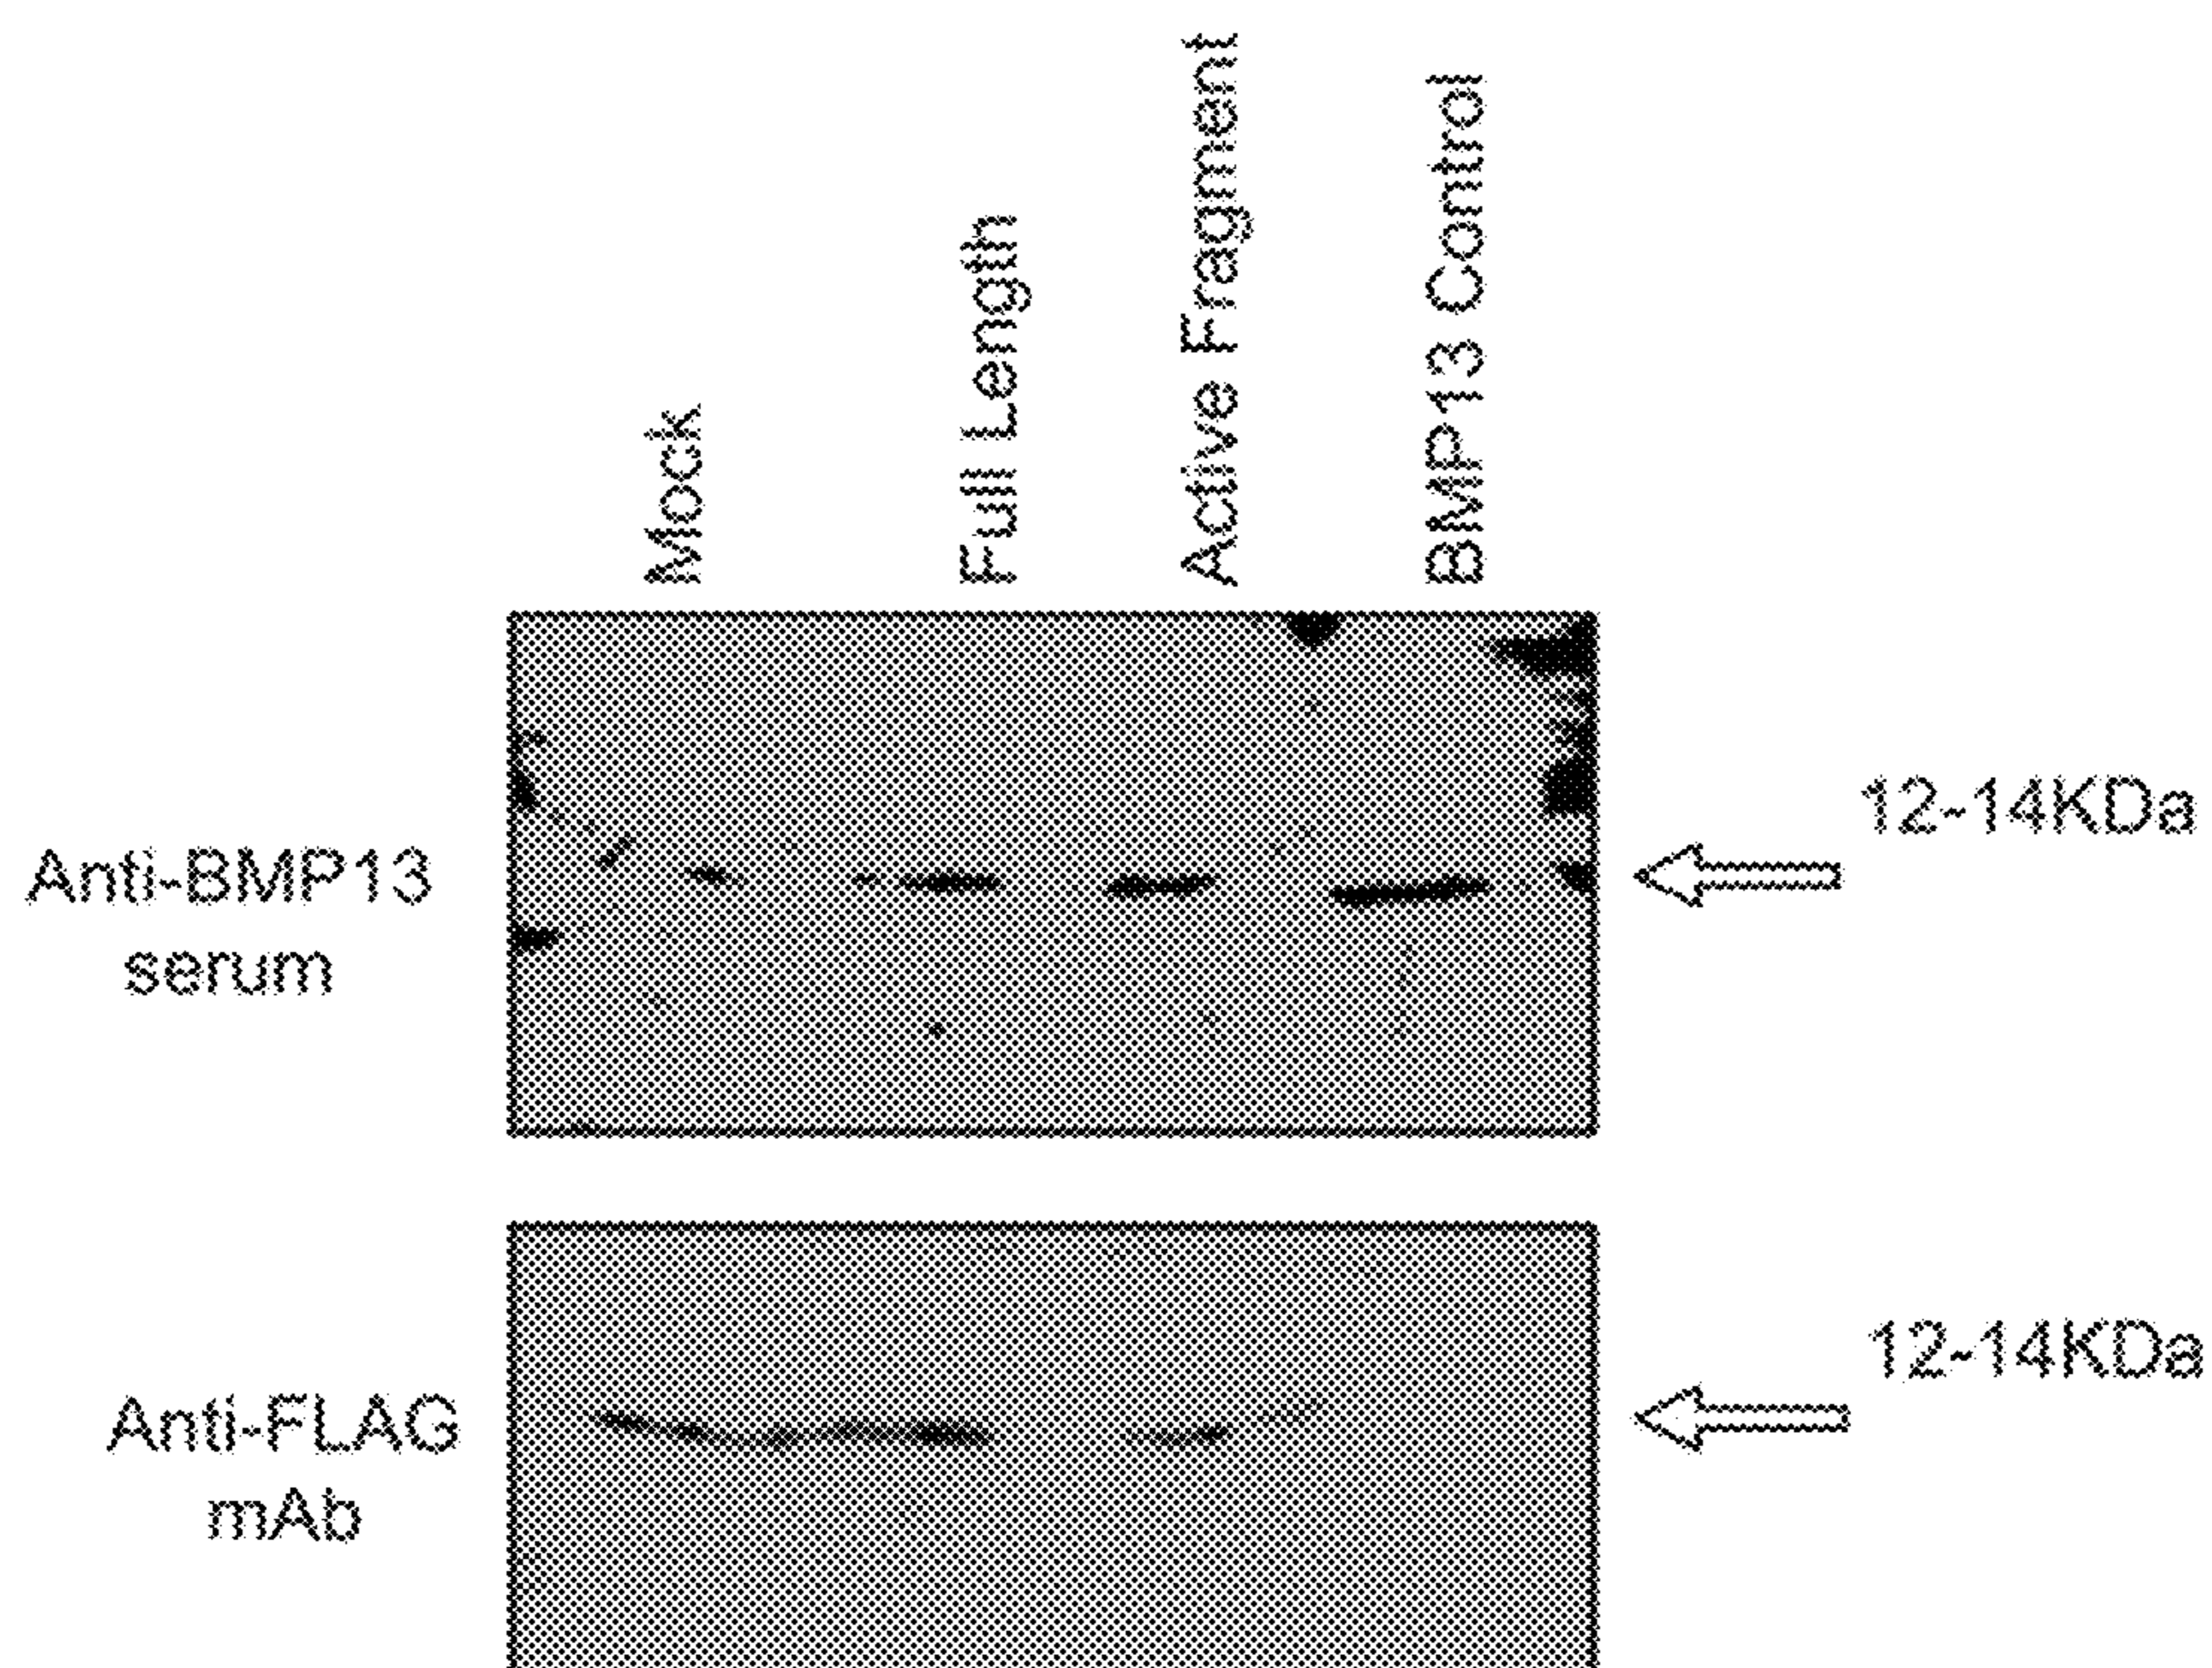 Mock
Full Length
Active Fragment
BMP13 Control
Anti-BMP13
serum
12-14KDa
Anti-FLAG
mAb
12-14KDa